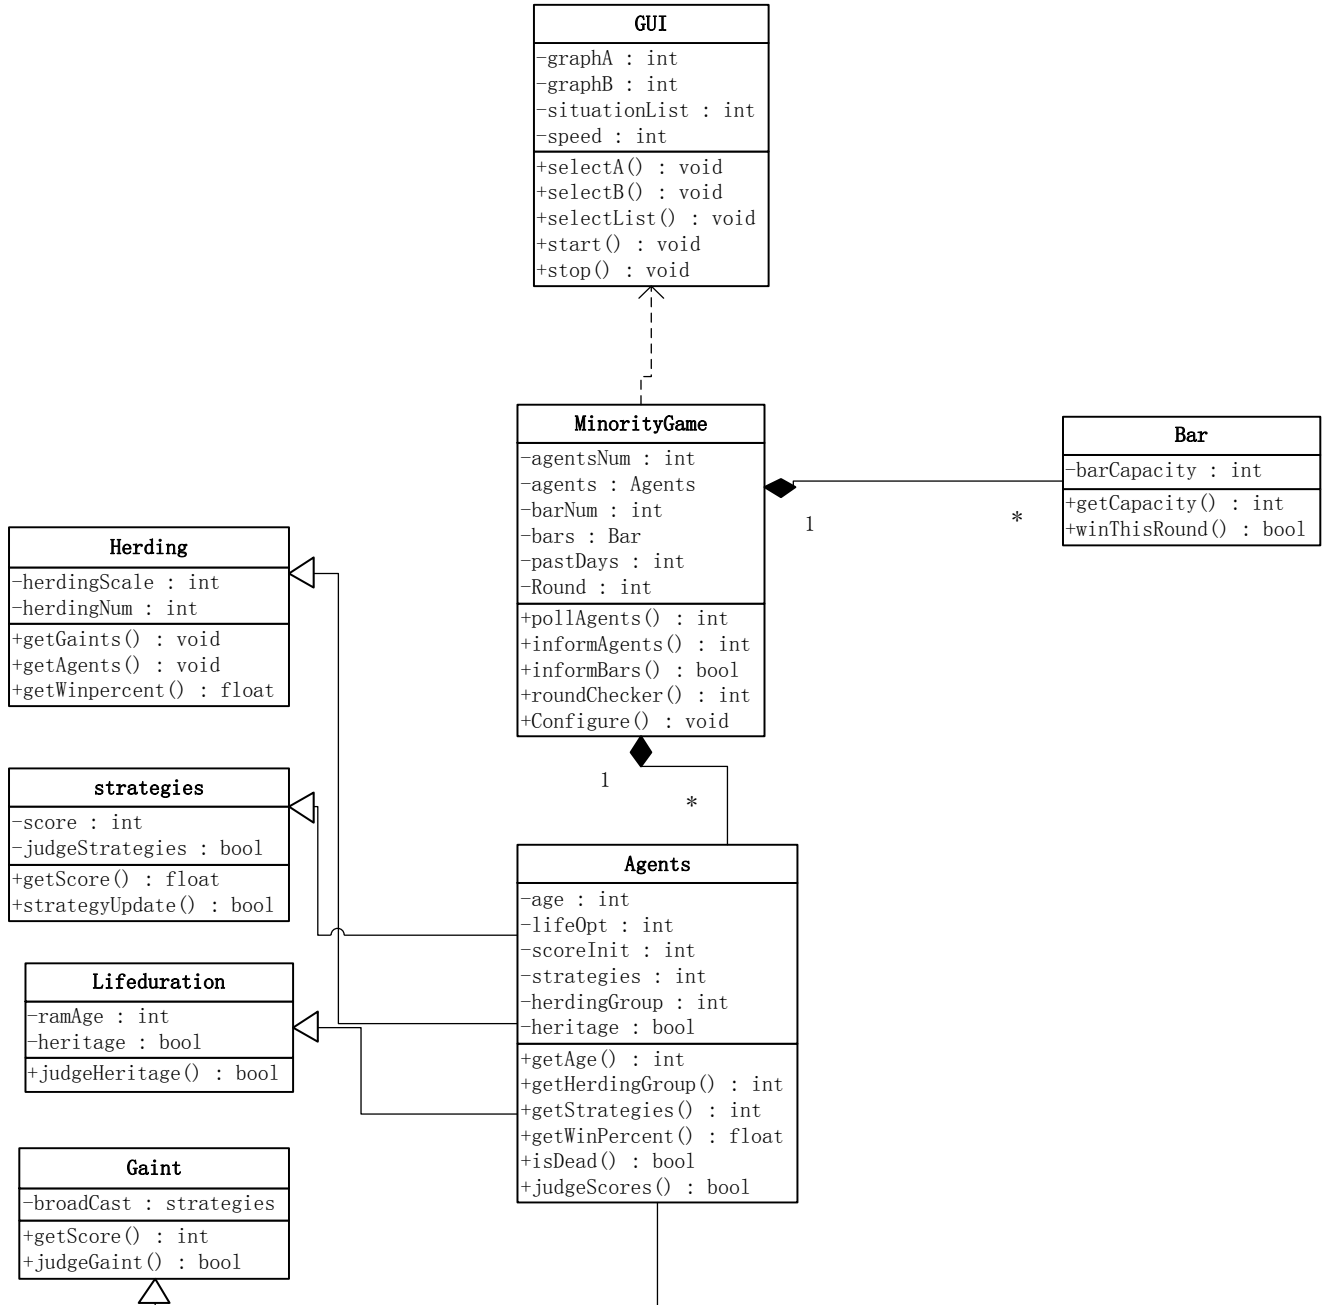 GUI
-graphA : int
-graphB : int
-situationList : int
-speed : int
+selectA() : void
+selectB() : void
+selectList() : void
+start() : void
+stop() : void
MinorityGame
-agentsNum : int
-agents : Agents
-barNum : int
-bars : Bar
-pastDays : int
-Round : int
+pollAgents() : int
+informAgents() : int
+informBars() : bool
+roundChecker() : int
+Configure() : void
1
*
Bar
-barCapacity : int
+getCapacity() : int
+winThisRound() : bool
Herding
-herdingScale : int
-herdingNum : int
+getGaints() : void
+getAgents() : void
+getWinpercent() : float
1
*
strategies
-score : int
-judgeStrategies : bool
+getScore() : float
+strategyUpdate() : bool
Agents
-age : int
-lifeOpt : int
-scoreInit : int
-strategies : int
-herdingGroup : int
-heritage : bool
+getAge() : int
+getHerdingGroup() : int
+getStrategies() : int
+getWinPercent() : float
+isDead() : bool
+judgeScores() : bool
Lifeduration
-ramAge : int
-heritage : bool
+judgeHeritage() : bool
Gaint
-broadCast : strategies
+getScore() : int
+judgeGaint() : bool